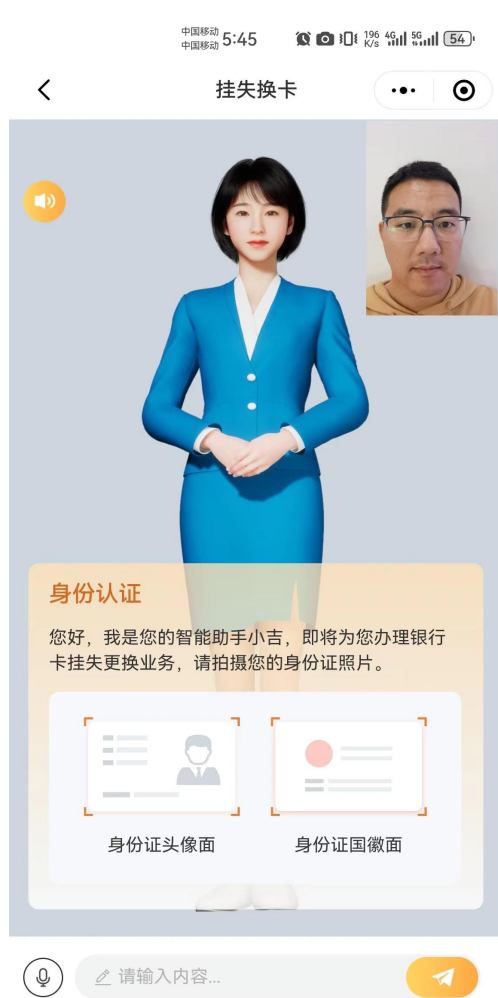 中国移动
中国移动
5:45
196
K/s
4G
5G
54
挂失换卡
身份认证
您好，我是您的智能助手小吉，即将为您办理银行
卡挂失更换业务，请拍摄您的身份证照片。
身份证头像面
身份证国徽面
请输入内容...